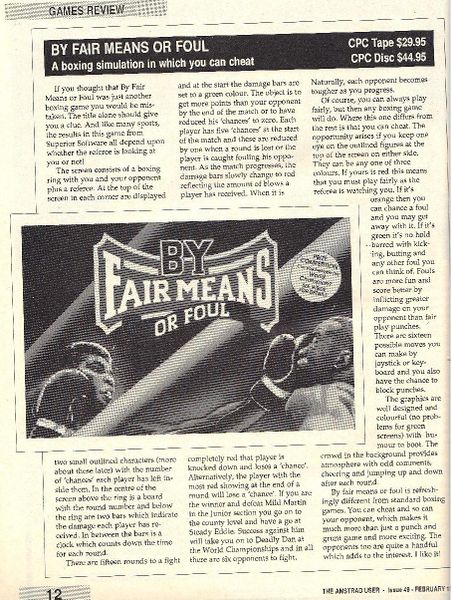 GAMES REVIEW
BY FAIR MEANS OR FOUL
A boxing simulation in which you can cheat
CPC Tape $29.95
CPC Disc $44.95
If you thought that By Fair
Means or Foul was just another
boxing game you would be mis-
taken. The title alone should give
you a clue. And like many sports,
the results in this game from
Superior Software all depend upon
whether the referee is looking at
you or not!
The screen consists of a boxing
ring with you and your opponent
plus a referee. At the top of the
screen in each corner are displayed
two small outlined characters (more
about these later) with the number
of 'chances' each player has left in-
side them. In the centre of the
screen above the ring is a board
with the round number and below
the ring are two bars which indicate
the damage each player has re-
ceived. In between the bars is a
clock which counts down the time
for each round.
There are fifteen rounds to a fight
and at the start the damage bars are
set to a green colour. The object is to
get more points than your opponent
by the end of the match or to have
reduced his 'chances' to zero. Each
player has five 'chances' at the start
of the match and these are reduced
by one when a round is lost or the
player is caught fouling his oppo-
nent. As the match progresses, the
damage bars slowly change to red
reflecting the amount of blows a
player has received. When it is
completely red that player is
knocked down and loses a 'chance'.
Alternatively, the player with the
most red showing at the end of a
round will lose a 'chance'. If you are
the winner and defeat Mild Martin
in the Junior section you go on to
the county level and have a go at
Steady Eddie. Success against him
will take you on to Deadly Dan at
the World Championships and in all
there are six opponents to fight.
Naturally, each opponent becomes
tougher as you progress.
Of course, you can always play
fairly, but then any boxing game
will do. Where this one differs from
the rest is that you can cheat. The
opportunity arises if you keep one
eye on the outlined figures at the
top of the screen on either side.
They can be any one of three
colours. If yours is red this means
that you must play fairly as the
referee is watching you. If it's
orange then you
can chance a foul
and you may get
away with it. If it's
green it's no hold
barred with kick-
ing, butting and
any other foul you
can think of. Fouls
are more fun and
score better by
inflicting greater
damage on your
opponent than fair
play punches.
There are sixteen
possible moves you
can make by
joystick or key-
board and you also
have the chance to
block punches.
The graphics are
well designed and
colourful (no prob-
lems for green
screens) with hu-
mour to boot. The
crowd in the background provides
atmosphere with odd comments,
cheering and jumping up and down
after each round.
By fair means or foul is refresh-
ingly different from standard boxing
games. You can cheat and so can
your opponent, which makes it
much more than just a punch and
grunt game and more exciting. The
opponents too are quite a handful
which adds to the interest. I like it!
BY
FAIR MEANS
OR FOUL
12
THE AMSTRAD USER - Issue 49 - FEBRUARY